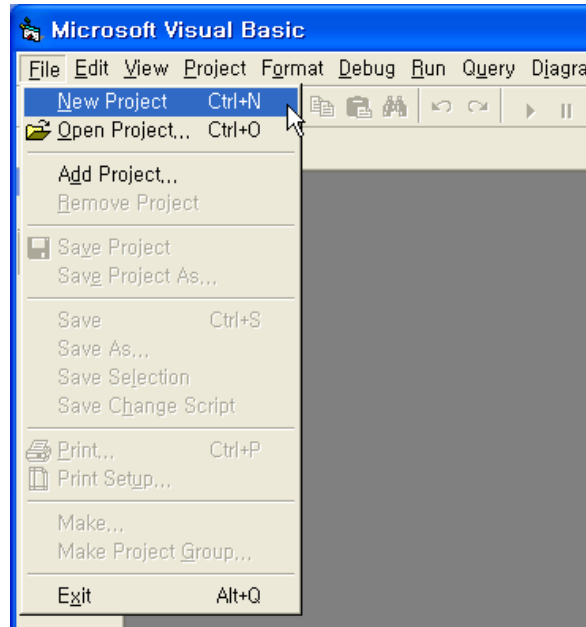 Microsoft Visual Basic
File Edit View Project Format Debug Run Query Diagra
New Project Ctrl+N
Open Project... Ctrl+O
Add Project...
Remove Project
Save Project
Save Project As...
Save Ctrl+S
Save As...
Save Selection
Save Change Script
Print... Ctrl+P
Print Setup...
Make...
Make Project Group...
Exit Alt+Q